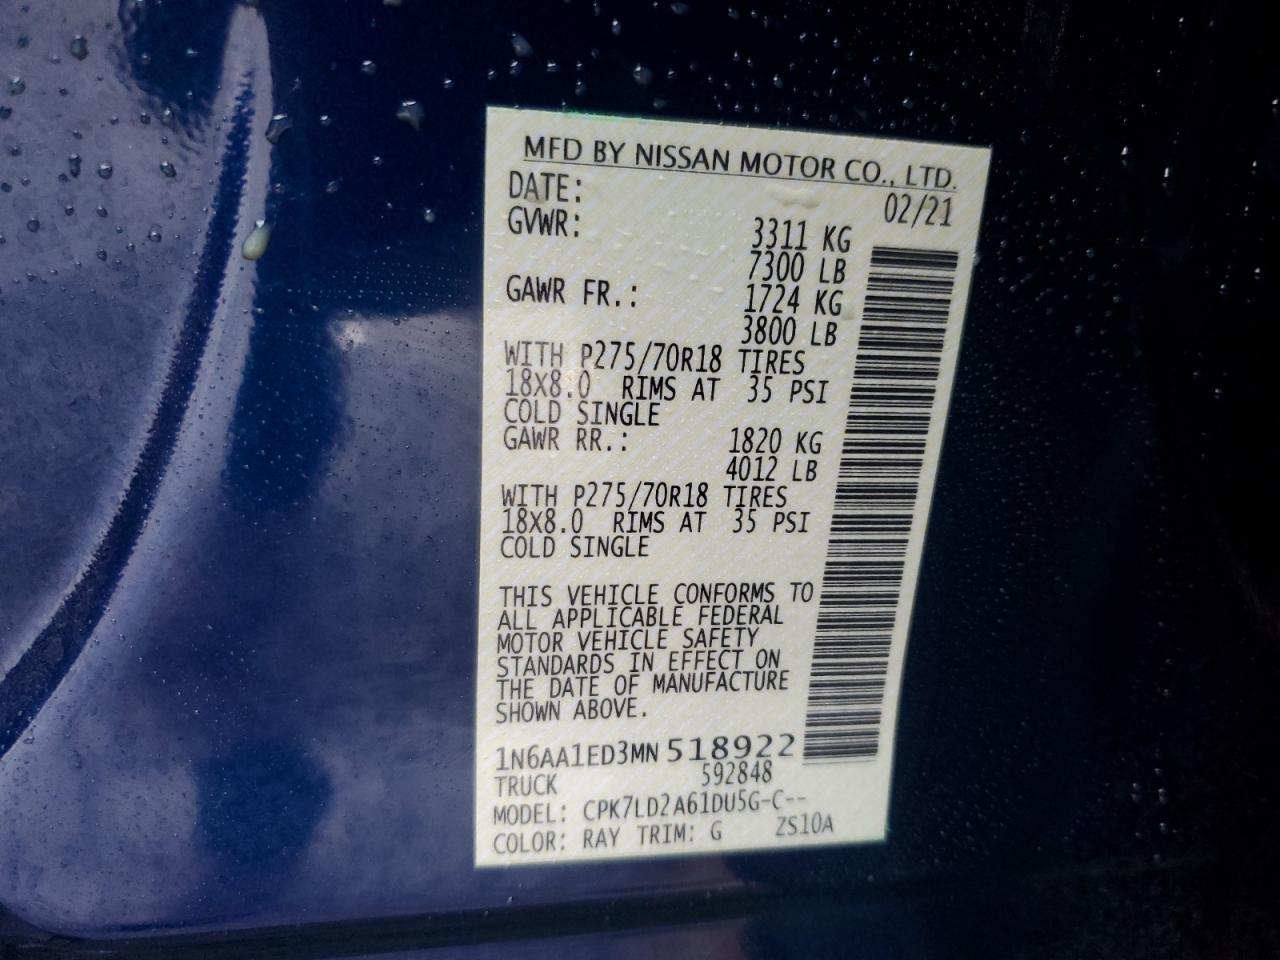 MFD BY NISSAN MOTOR CO., LTD.
DATE: 02/21
GVWR: 3311 KG
7300 LB
GAWR FR.: 1724 KG
3800 LB
WITH P275/70R18 TIRES
18X8.0 RIMS AT 35 PSI
COLD SINGLE
GAWR RR.: 1820 KG
4012 LB
WITH P275/70R18 TIRES
18X8.0 RIMS AT 35 PSI
COLD SINGLE
THIS VEHICLE CONFORMS TO
ALL APPLICABLE FEDERAL
MOTOR VEHICLE SAFETY
STANDARDS IN EFFECT ON
THE DATE OF MANUFACTURE
SHOWN ABOVE.
1N6AA1ED3MN518922
TRUCK 592848
MODEL: CPK7LD2A61DU5G-C--
COLOR: RAY TRIM: G ZS10A